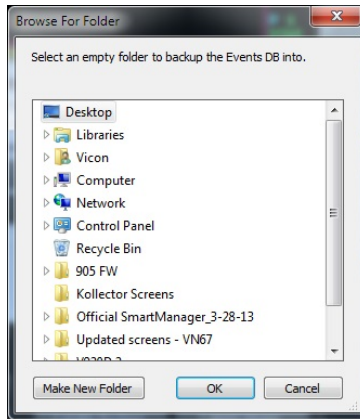 Browse For Folder
Select an empty folder to backup the Events DB into.
Desktop
Libraries
Vicon
Computer
Network
Control Panel
Recycle Bin
905 FW
Kollector Screens
Official SmartManager_3-28-13
Updated screens - VN67
Make New Folder
OK
Cancel